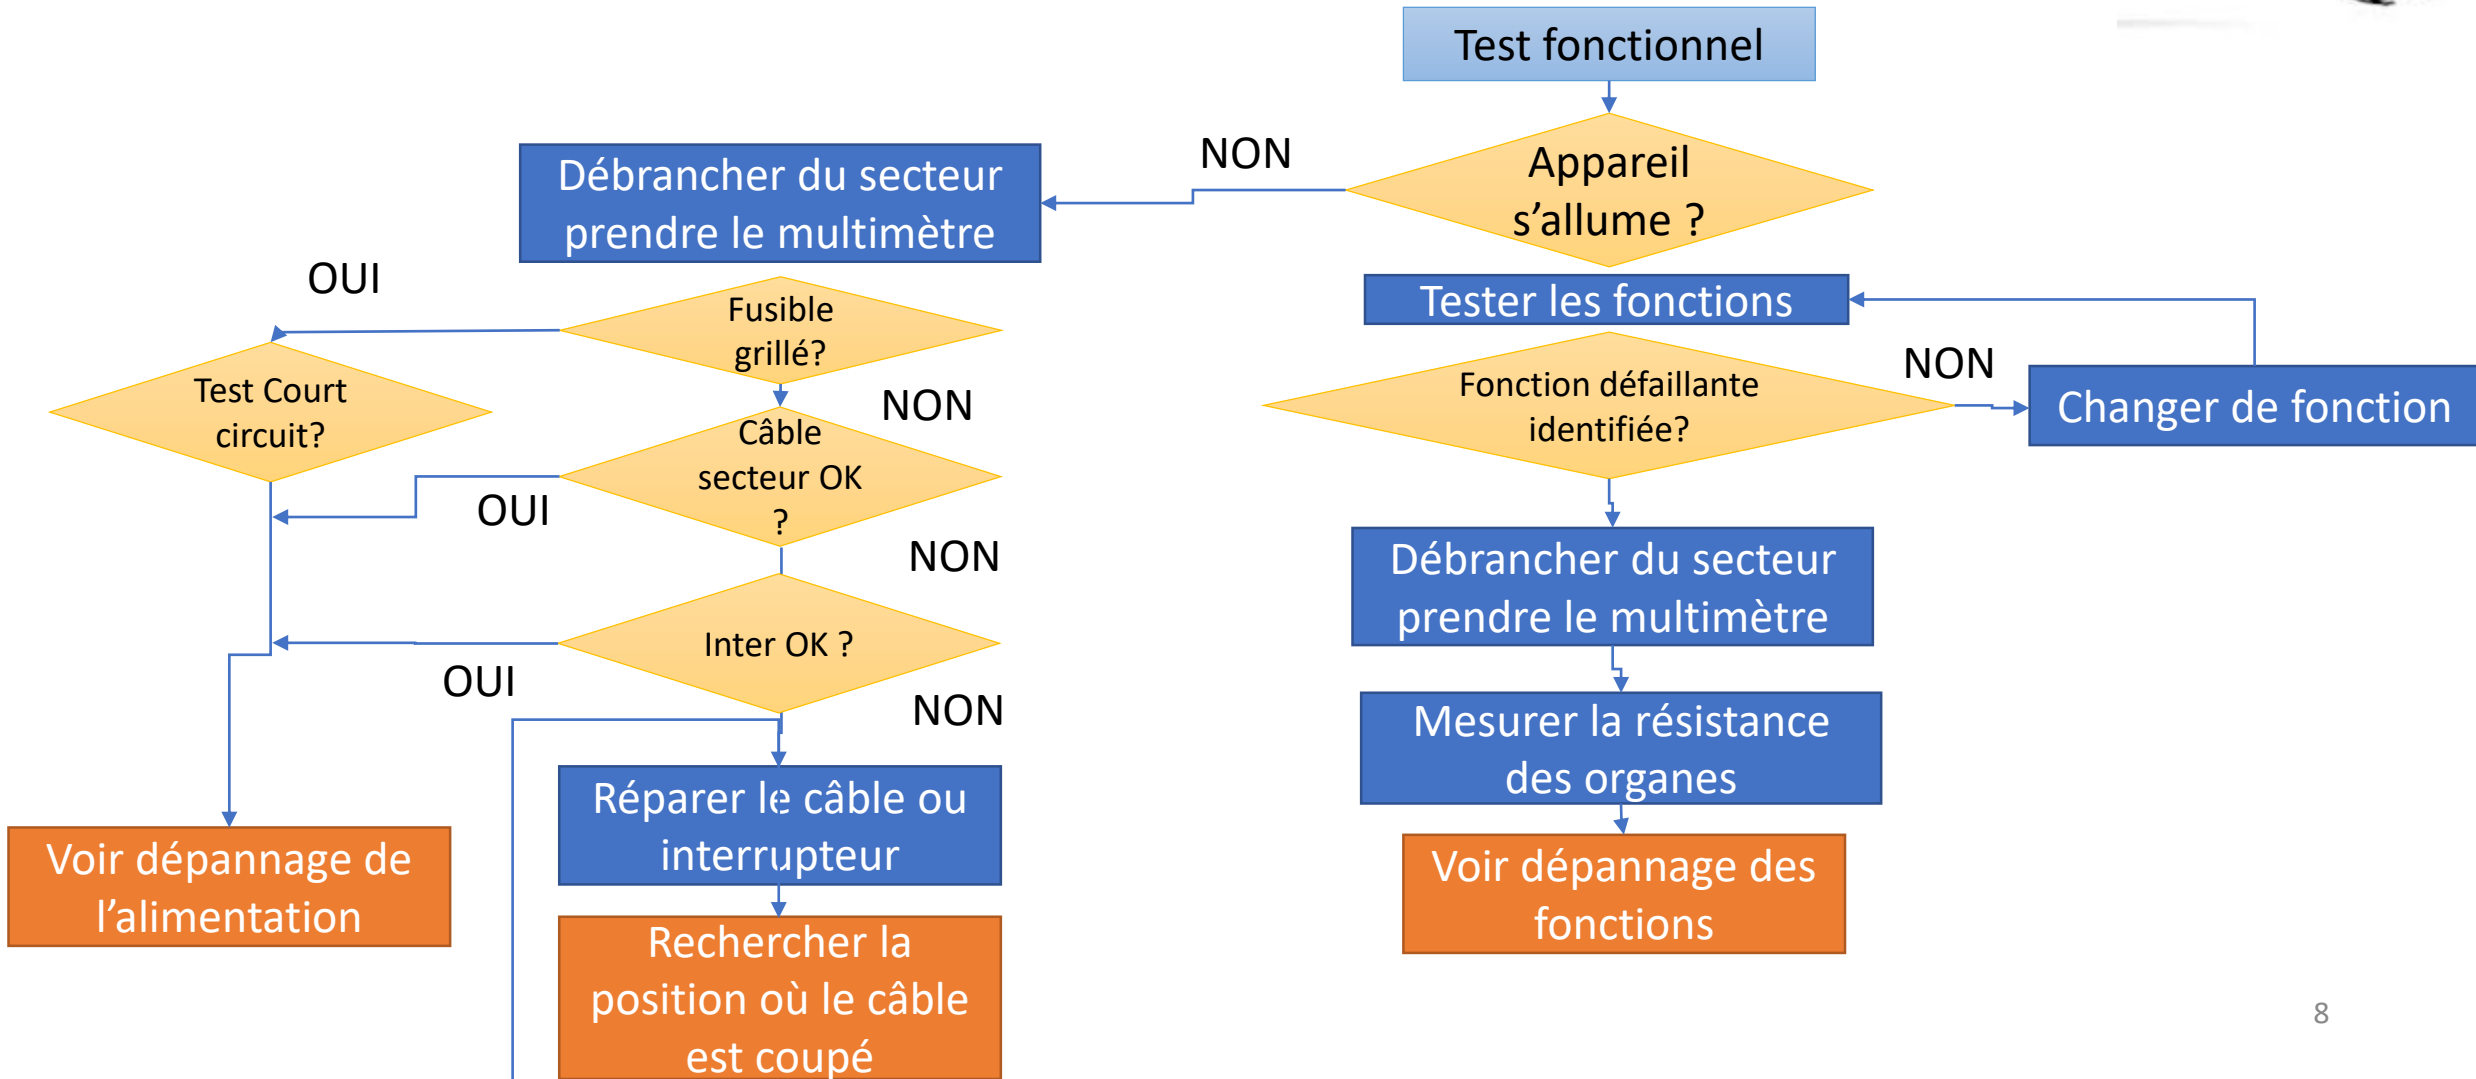 Test fonctionnel
NON
Appareil
s’allume ?
Débrancher du secteur
prendre le multimètre
OUI
Fusible
grillé?
Tester les fonctions
Test Court
circuit?
NON
Câble
secteur OK
?
Fonction défaillante
identifiée?
NON
Changer de fonction
OUI
NON
Débrancher du secteur
prendre le multimètre
Inter OK ?
OUI
NON
Mesurer la résistance
des organes
Réparer le câble ou
interrupteur
Voir dépannage de
l’alimentation
Voir dépannage des
fonctions
Rechercher la
position où le câble
est coupé
8